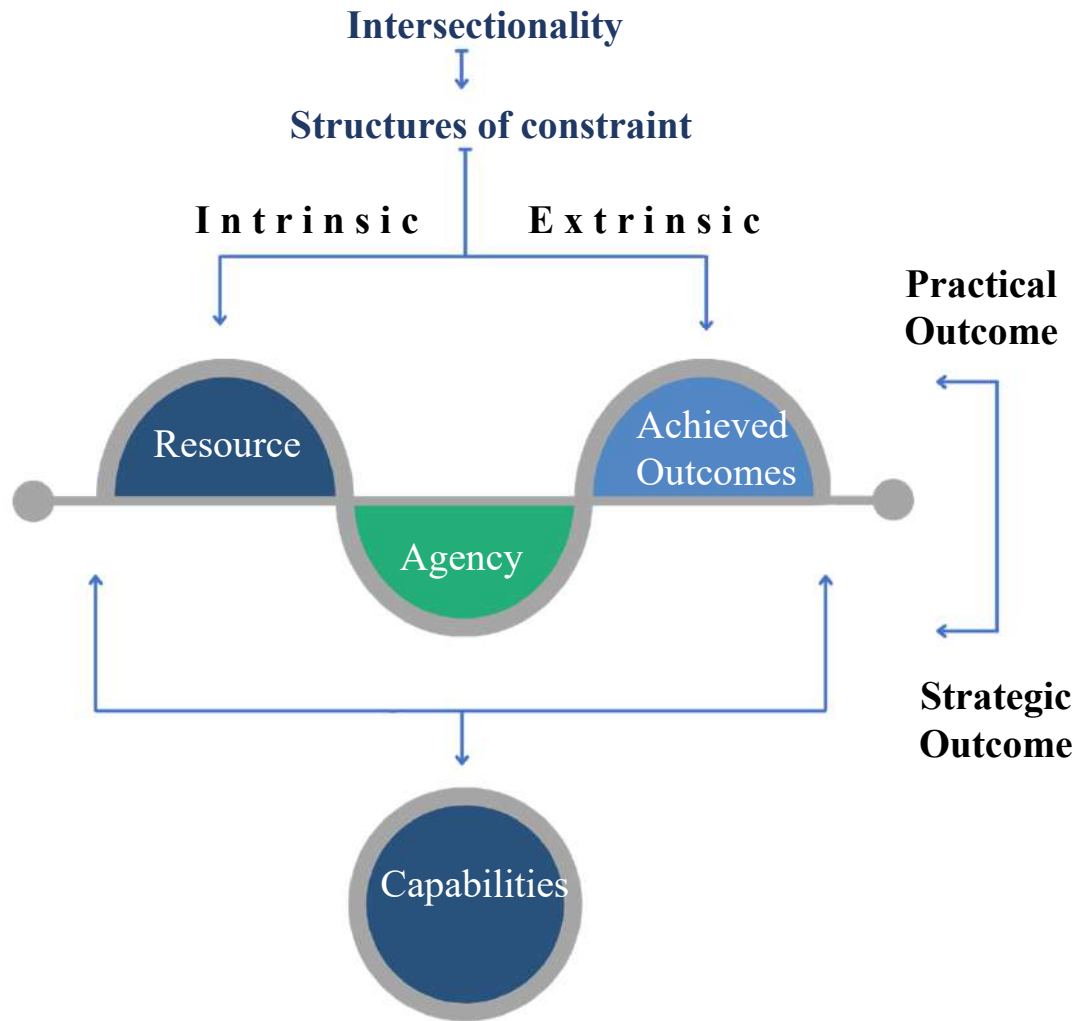 Intersectionality
Structures of constraint
Intrinsic Extrinsic
Practical
Outcome
Resource
Achieved
Outcomes
Agency
Strategic
Outcome
Capabilities